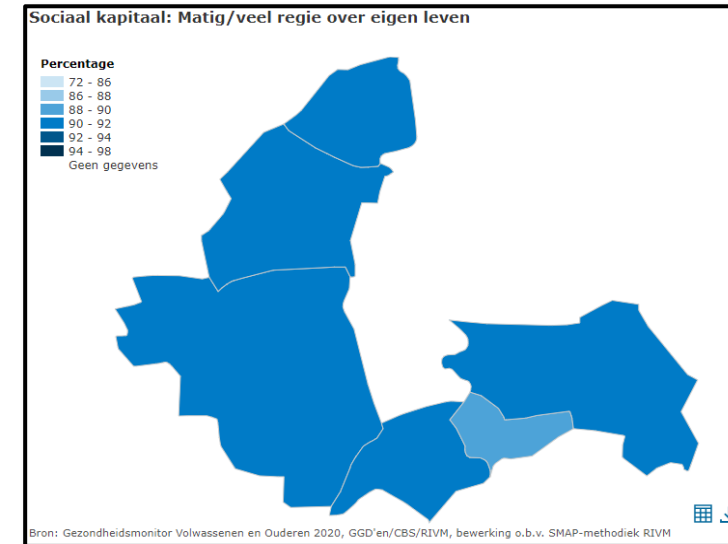 Sociaal kapitaal: Matig/veel regie over eigen leven
Percentage
72 - 86
86 - 88
88 - 90
90 - 92
92 - 94
94 - 98
Geen gegevens
Bron: Gezondheidsmonitor Volwassenen en Ouderen 2020, GGD'en/CBS/RIVM, bewerking o.b.v. SMAP-methodiek RIVM